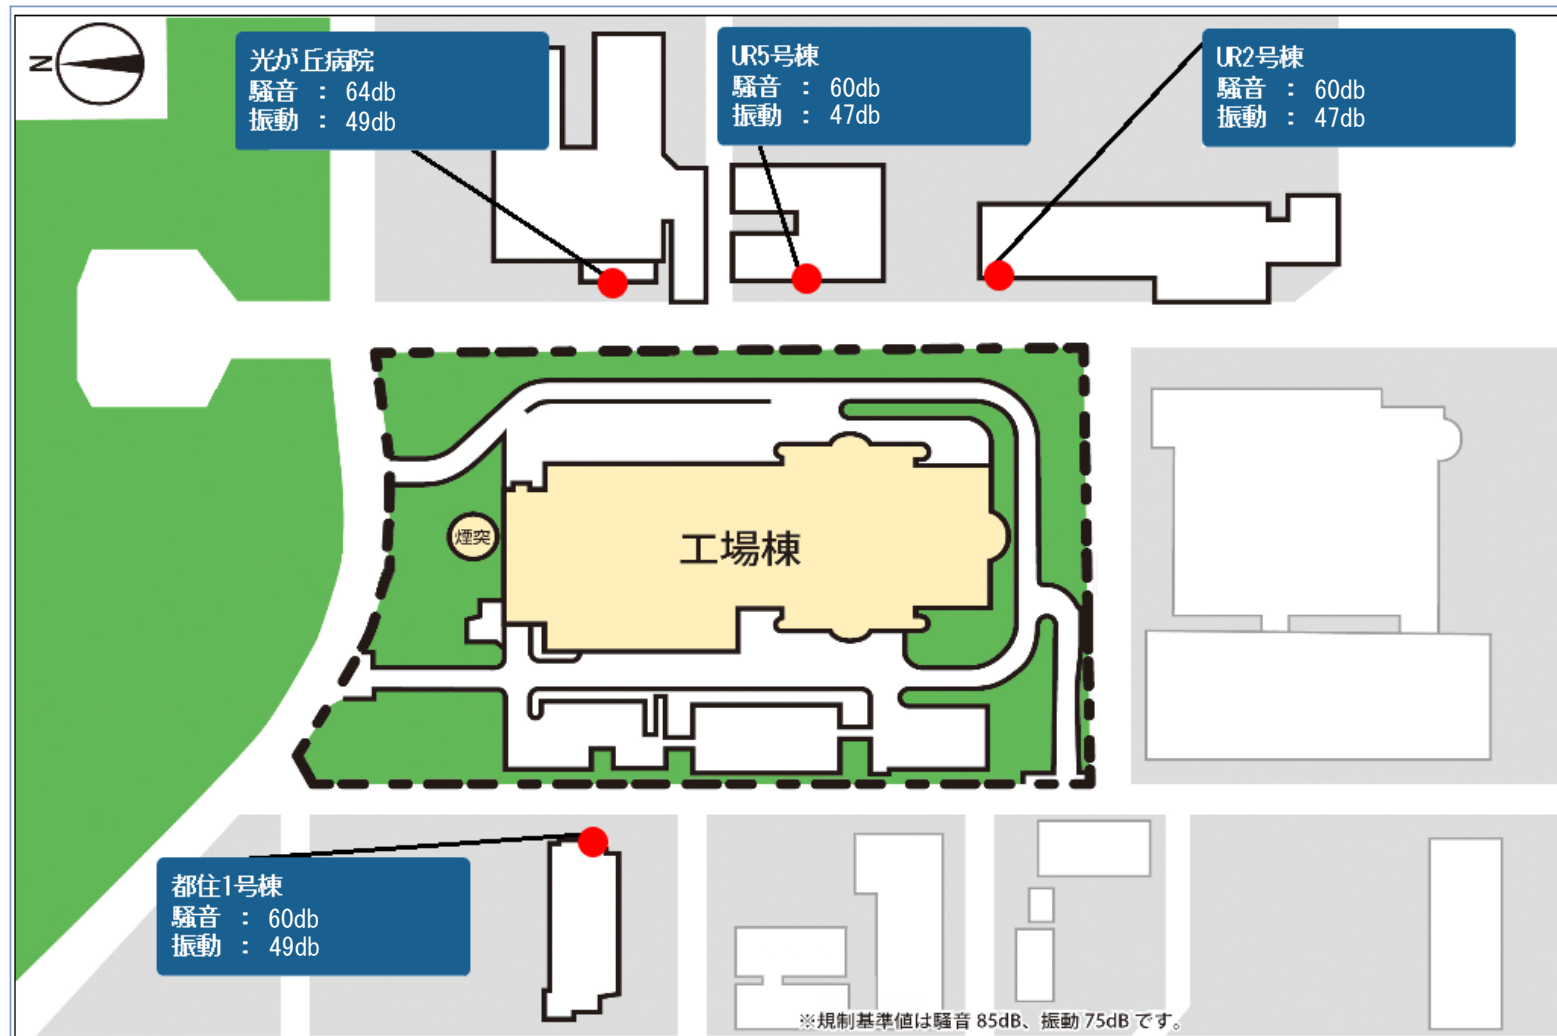 N
光が丘病院
騒音 : 64db
振動 : 49db
UR5号棟
騒音 : 60db
振動 : 47db
UR2号棟
騒音 : 60db
振動 : 47db
煙突
工場棟
都住1号棟
騒音 : 60db
振動 : 49db
※規制基準値は騒音 85dB、振動 75dB です。